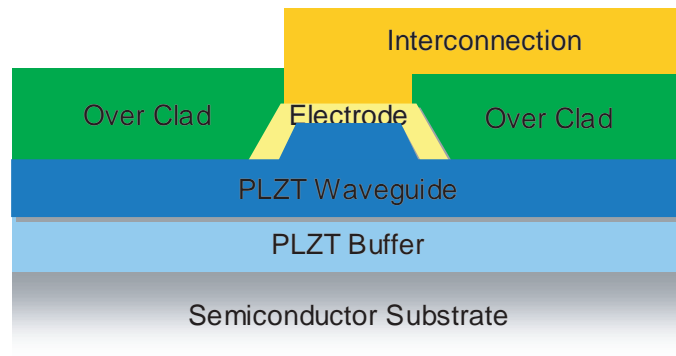 Interconnection
Over Clad
Electrode
Over Clad
PLZT Waveguide
PLZT Buffer
Semiconductor Substrate